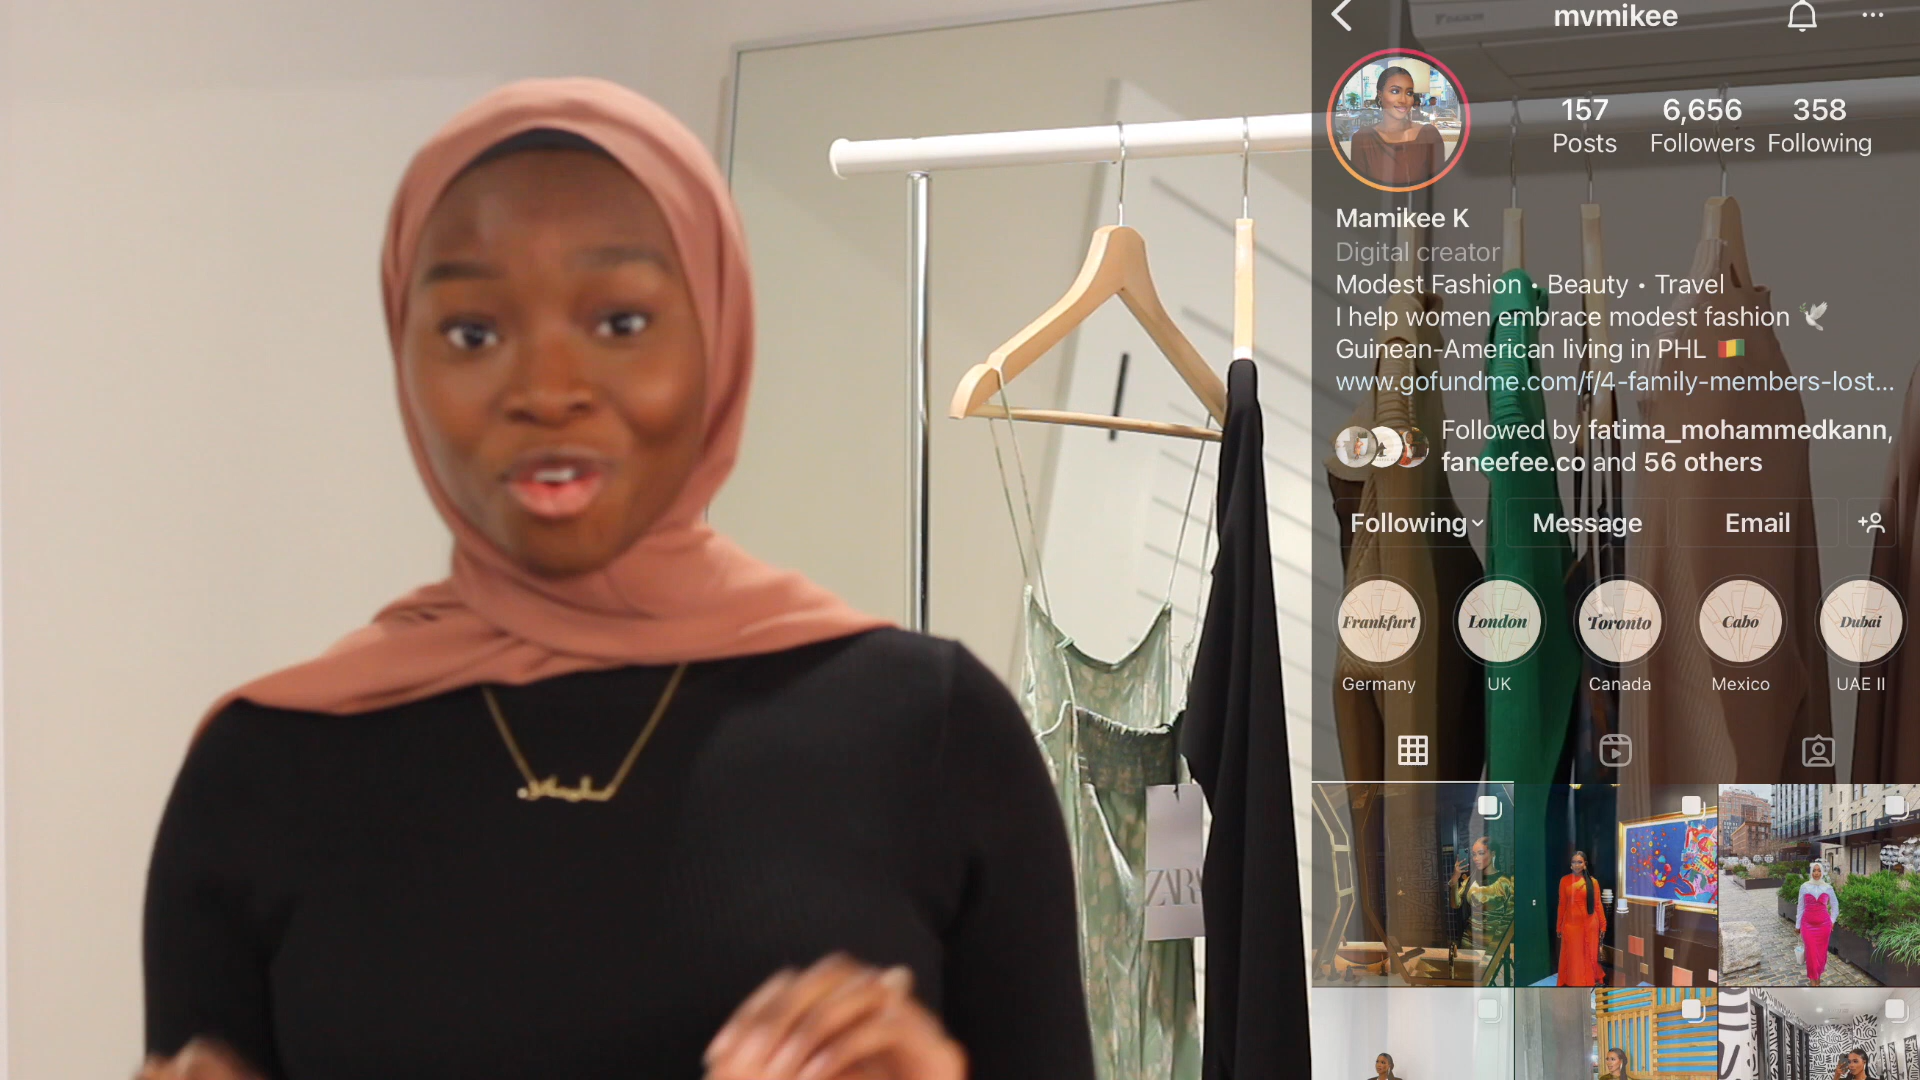 mvmikee
157 6,656 358
Posts Followers Following
Mamikee K
Digital creator
Modest Fashion • Beauty • Travel
I help women embrace modest fashion 🕊️
Guinean-American living in PHL 🇬🇳
www.gofundme.com/f/4-family-members-lost...
Followed by fatima_mohammedkann,
faneefee.co and 56 others
Following Message Email
Frankfurt London Toronto Cabo Dubai
Germany UK Canada Mexico UAE II
ZARA